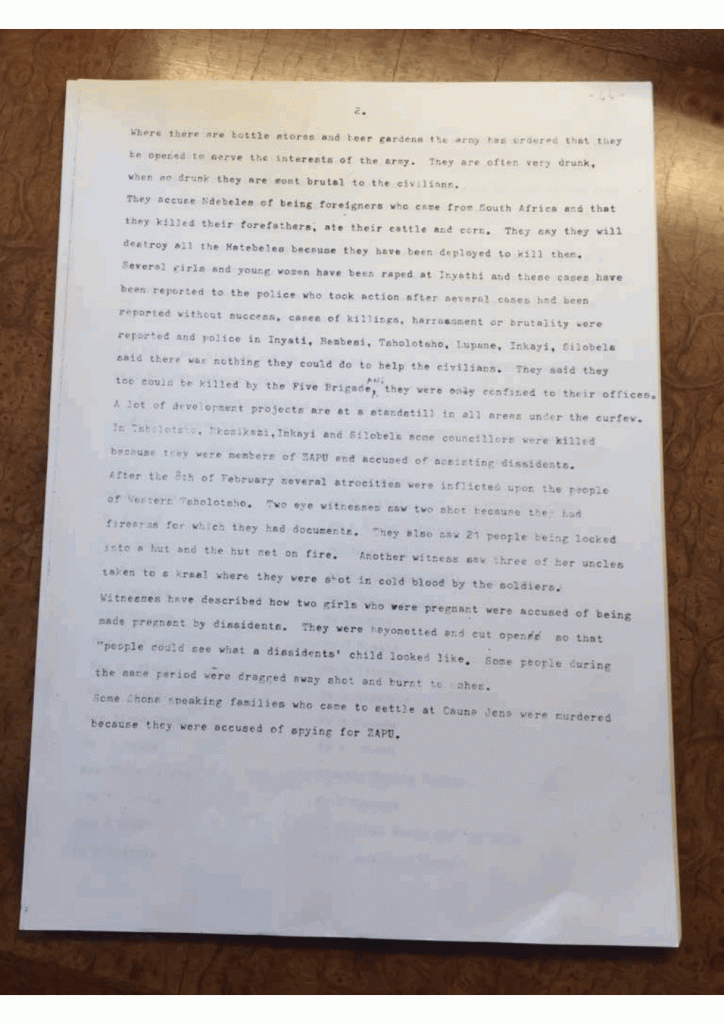 2.
Where there are bottle stores and beer gardens the army has ordered that they
be opened to serve the interests of the army. They are often very drunk,
when so drunk they are most brutal to the civilians.
They accuse Ndebeles of being foreigners who came from South Africa and that
they killed their forefathers, ate their cattle and corn. They say they will
destroy all the Matebeles because they have been deployed to kill them.
Several girls and young women have been raped at Inyathi and these cases have
been reported to the police who took action after several cases had been
reported without success, cases of killings, harrassment or brutality were
reported and police in Inyati, Bembesi, Tsholotsho, Lupane, Inkayi, Silobela
said there was nothing they could do to help the civilians. They said they
too could be killed by the Five Brigade, they were only confined to their offices.
A lot of development projects are at a standstill in all areas under the curfew.
In Tsholotsho, Nkomikazi,Inkayi and Silobela some councillors were killed
because they were members of ZAPU and accused of assisting dissidents.
After the 8th of February several atrocities were inflicted upon the people
of Western Tsholotsho. Two eye witnesses saw two shot because they had
firearms for which they had documents. They also saw 21 people being locked
into a hut and the hut set on fire. Another witness saw three of her uncles
taken to a kraal where they were shot in cold blood by the soldiers.
Witnesses have described how two girls who were pregnant were accused of being
made pregnant by dissidents. They were bayonetted and cut open so that
"people could see what a dissidents' child looked like. Some people during
the same period were dragged away shot and burnt to ashes.
Some Shona speaking families who came to settle at Cauna Jena were murdered
because they were accused of spying for ZAPU.